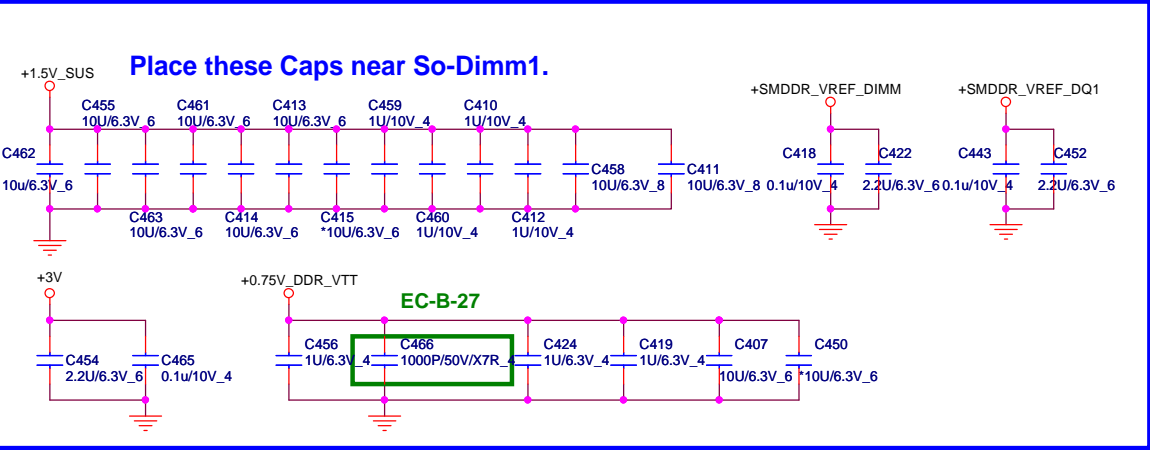 Place these Caps near So-Dimm1.
+1.5V_SUS
+SMDDR_VREF_DIMM
+SMDDR_VREF_DQ1
C455
10U/6.3V_6
C461
10U/6.3V_6
C413
10U/6.3V_6
C459
1U/10V_4
C410
1U/10V_4
C462
10u/6.3V_6
C458
10U/6.3V_8
C411
10U/6.3V_8
C418
0.1u/10V_4
C422
2.2U/6.3V_6
C443
0.1u/10V_4
C452
2.2U/6.3V_6
C463
10U/6.3V_6
C414
10U/6.3V_6
C415
*10U/6.3V_6
C460
1U/10V_4
C412
1U/10V_4
+3V
+0.75V_DDR_VTT
EC-B-27
C454
2.2U/6.3V_6
C465
0.1u/10V_4
C456
1U/6.3V_4
C466
1000P/50V/X7R_4
C424
1U/6.3V_4
C419
1U/6.3V_4
C407
10U/6.3V_6
C450
*10U/6.3V_6